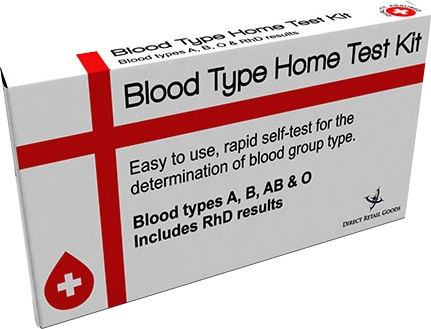 Blood Type Home Test Kit
Blood types A, B, O & RhD results
Blood Type Home Test Kit
Easy to use, rapid self-test for the
determination of blood group type.
Blood types A, B, AB & O
Includes RhD results
DIRECT RETAIL GOODS